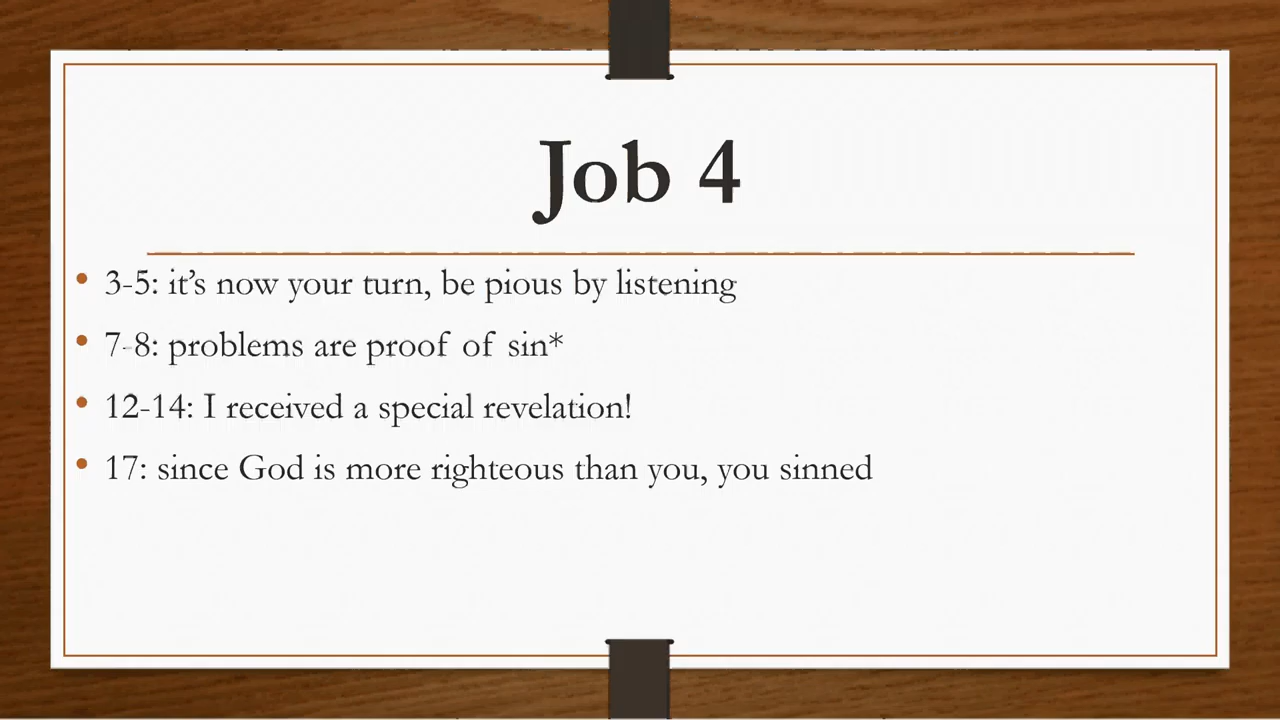 Job 4
• 3-5: it’s now your turn, be pious by listening
• 7-8: problems are proof of sin*
• 12-14: I received a special revelation!
• 17: since God is more righteous than you, you sinned